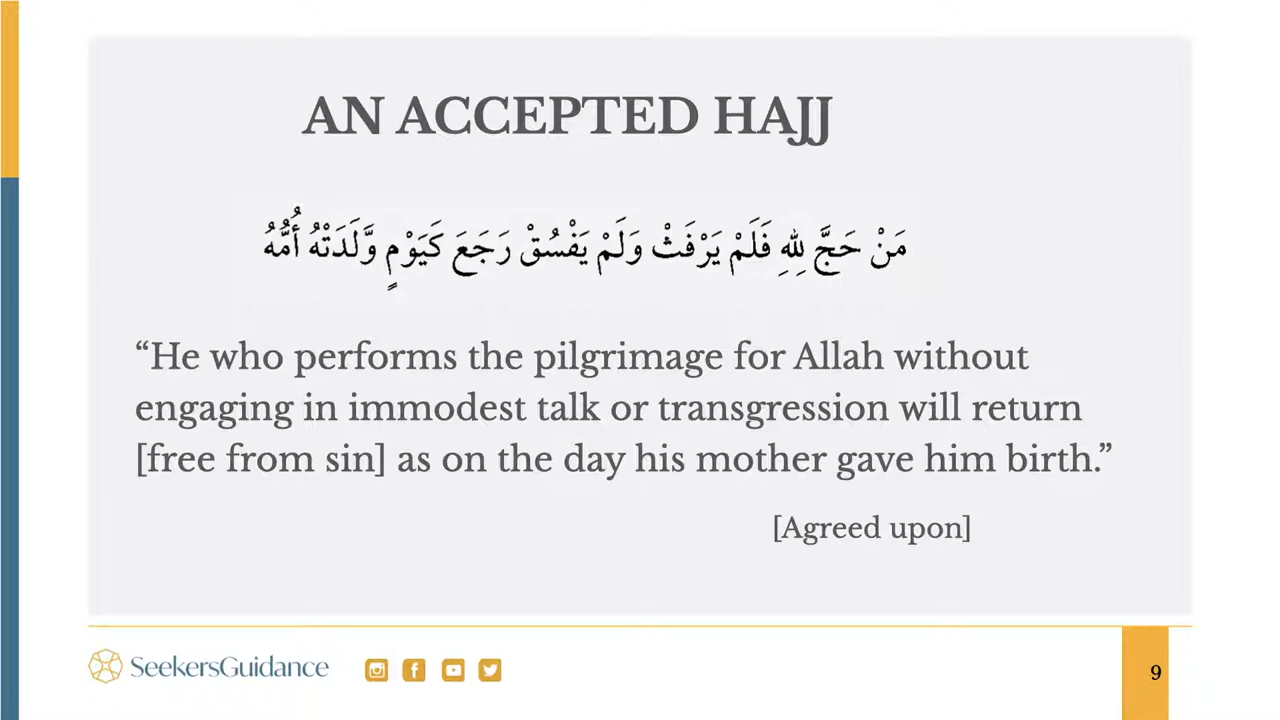 AN ACCEPTED HAJJ
مَنْ حَجَّ لِلهِ فَلَمْ يَرْفَثْ وَلَمْ يَفْسُقْ رَجَعَ كَيَوْمٍ وَّلَدَتْهُ أُمُّهُ
“He who performs the pilgrimage for Allah without
engaging in immodest talk or transgression will return
[free from sin] as on the day his mother gave him birth.”
[Agreed upon]
SeekersGuidance
9